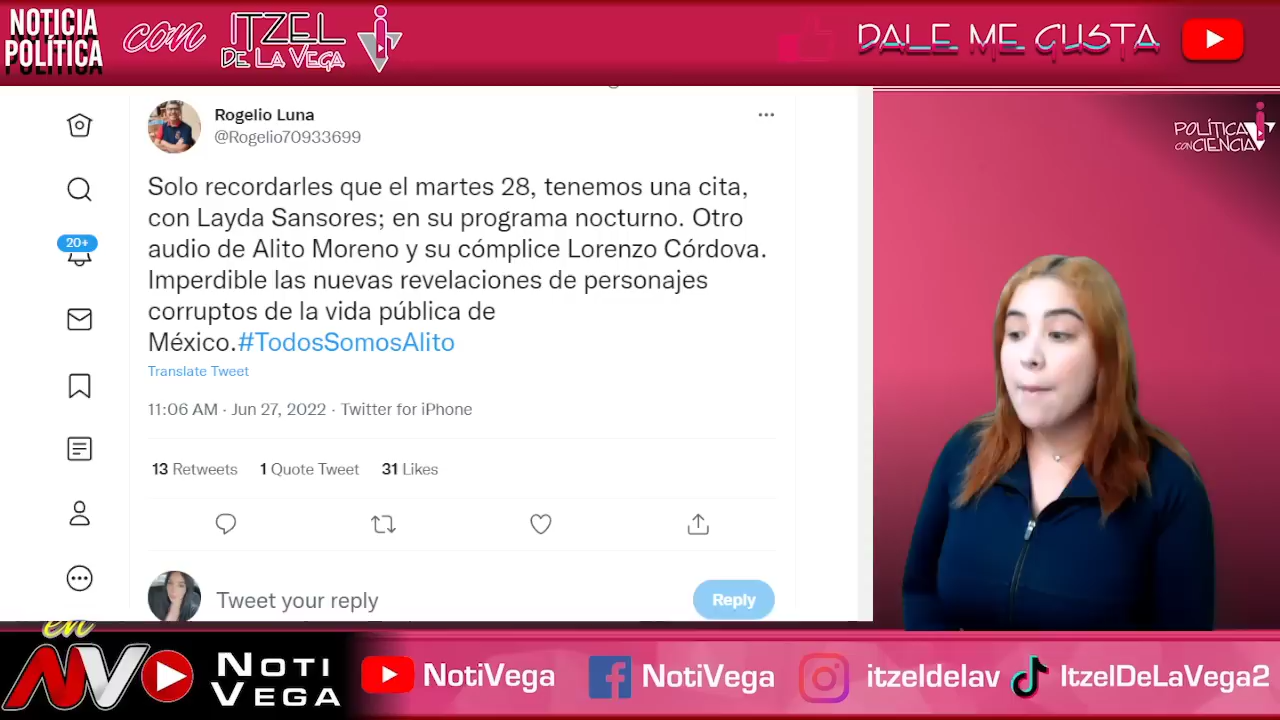 NOTICIA
POLÍTICA
con
ITZEL
DE LA VEGA
DALE ME GUSTA
POLÍTICA
CON CIENCIA
Rogelio Luna
@Rogelio70933699
Solo recordarles que el martes 28, tenemos una cita,
con Layda Sansores; en su programa nocturno. Otro
audio de Alito Moreno y su cómplice Lorenzo Córdova.
Imperdible las nuevas revelaciones de personajes
corruptos de la vida pública de
México.#TodosSomosAlito
Translate Tweet
11:06 AM · Jun 27, 2022 · Twitter for iPhone
13 Retweets 1 Quote Tweet 31 Likes
20+
Tweet your reply
Reply
en
NV
NOTI
VEGA
NotiVega
NotiVega
itzeldelav
ItzelDeLaVega2